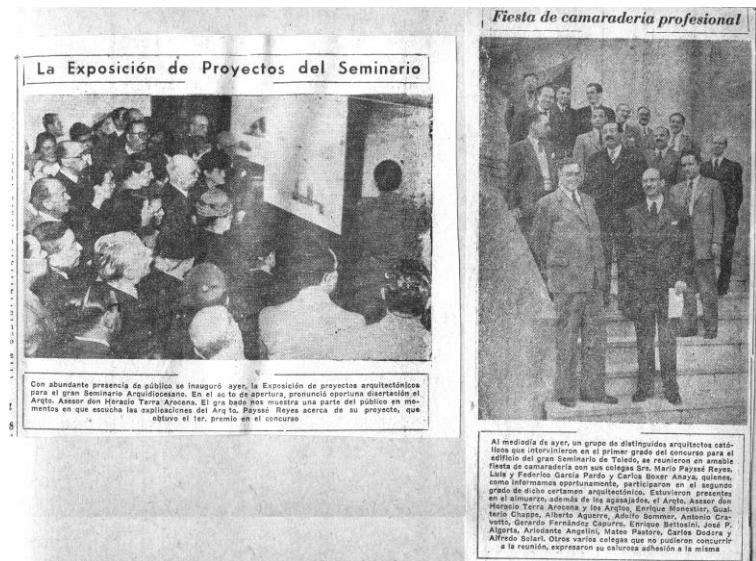 La Exposición de Proyectos del Seminario
Con abundante presencia de público se inauguró ayer, la Exposición de proyectos arquitectónicos
para el gran Seminario Arquidiocesano. En el acto de apertura, pronunció oportuna disertación el
Arqto. Asesor don Horacio Terra Arocena. El gra bado nos muestra una parte del público en mo-
mentos en que escucha las explicaciones del Arq to. Payssé Reyes acerca de su proyecto, que
obtuvo el 1er. premio en el concurso
Fiesta de camaradería profesional
Al mediodía de ayer, un grupo de distinguidos arquitectos cató-
licos que intervinieron en el primer grado del concurso para el
edificio del gran Seminario de Toledo, se reunieron en amable
fiesta de camaradería con sus colegas Srs. Mario Payssé Reyes,
Luis y Federico García Pardo y Carlos Boxer Anaya, quienes,
como informamos oportunamente, participaron en el segundo
grado de dicho certamen arquitectónico. Estuvieron presentes
en el almuerzo, además de los agasajados, el Arqto. Asesor don
Horacio Terra Arocena y los Arqtos. Enrique Monestier, Gual-
terio Chappe, Alberto Aguerre, Adolfo Sommer, Antonio Cra-
votto, Gerardo Fernández Capurro, Enrique Bettosini, José P.
Algorta, Ariodante Angelini, Mateo Pastore, Carlos Dodera y
Alfredo Solari. Otros varios colegas que no pudieron concurrir
a la reunión, expresaron su calurosa adhesión a la misma